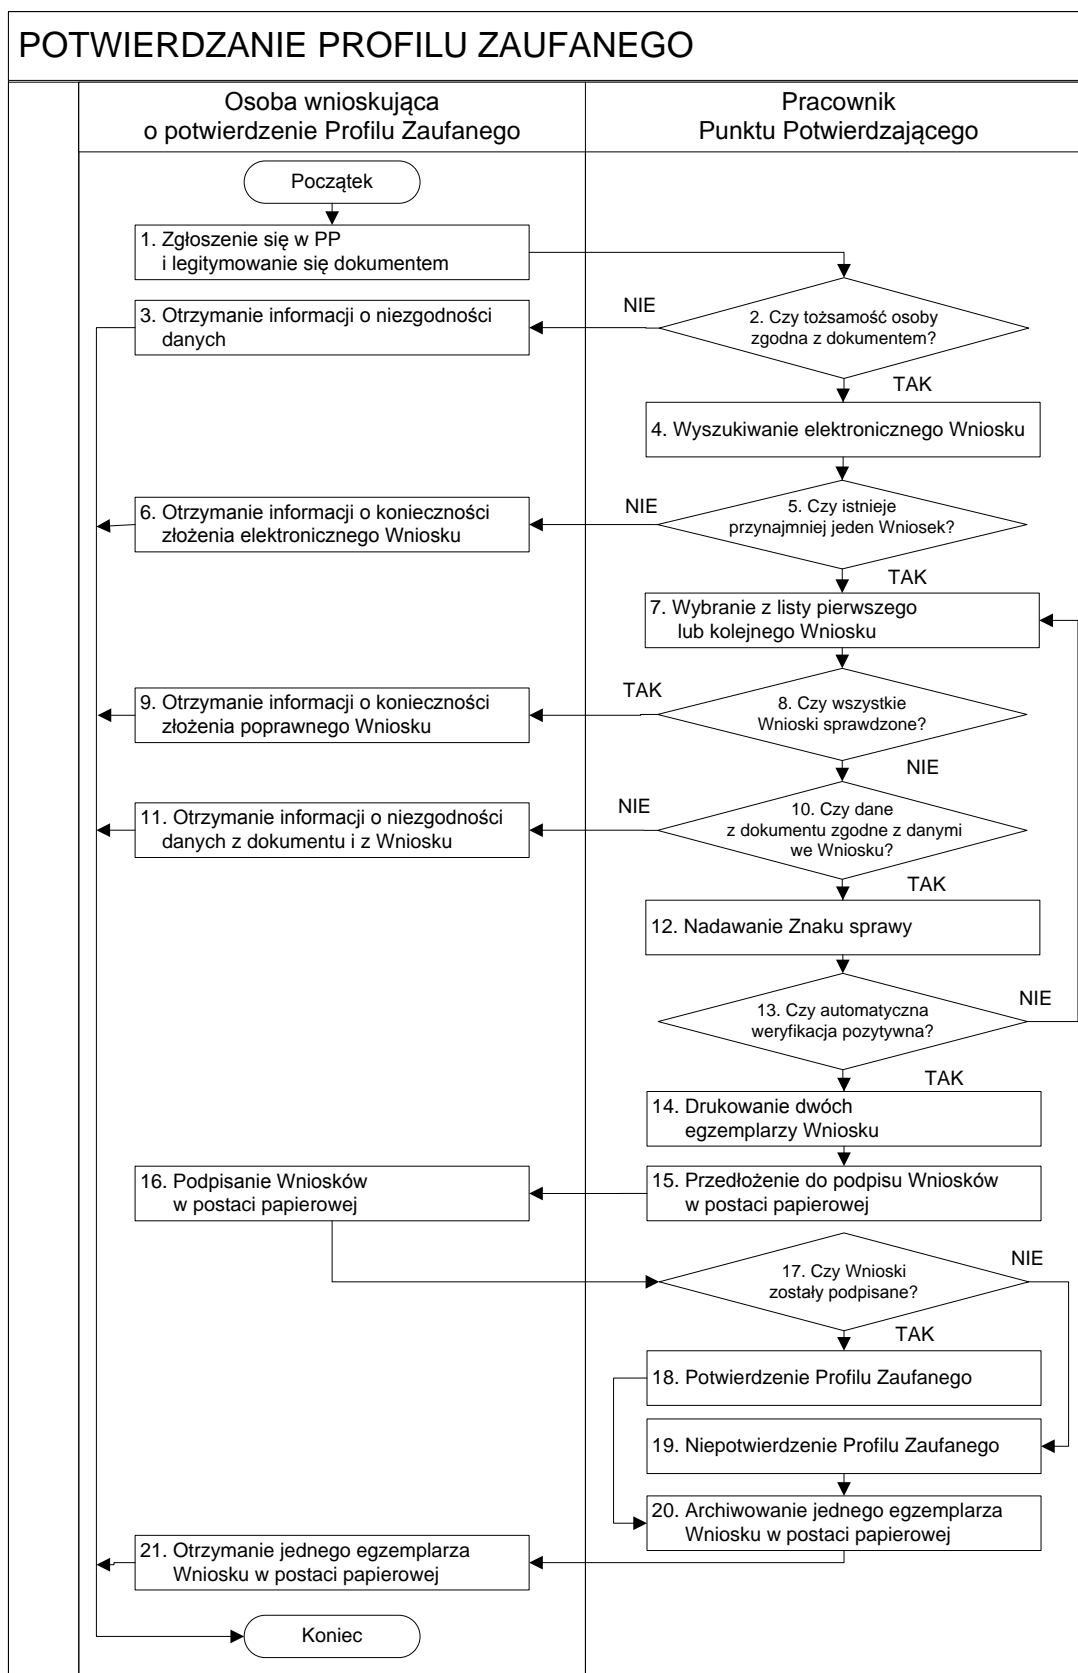 POTWIERDZANIE PROFILU ZAUFANEGO
Osoba wnioskująca
o potwierdzenie Profilu Zaufanego
Pracownik
Punktu Potwierdzającego
Początek
1. Zgłoszenie się w PP
i legitymowanie się dokumentem
2. Czy tożsamość osoby
zgodna z dokumentem?
NIE
3. Otrzymanie informacji o niezgodności
danych
TAK
4. Wyszukiwanie elektronicznego Wniosku
5. Czy istnieje
przynajmniej jeden Wniosek?
NIE
6. Otrzymanie informacji o konieczności
złożenia elektronicznego Wniosku
TAK
7. Wybranie z listy pierwszego
lub kolejnego Wniosku
8. Czy wszystkie
Wnioski sprawdzone?
TAK
9. Otrzymanie informacji o konieczności
złożenia poprawnego Wniosku
NIE
10. Czy dane
z dokumentu zgodne z danymi
we Wniosku?
NIE
11. Otrzymanie informacji o niezgodności
danych z dokumentu i z Wniosku
TAK
12. Nadawanie Znaku sprawy
13. Czy automatyczna
weryfikacja pozytywna?
NIE
TAK
14. Drukowanie dwóch
egzemplarzy Wniosku
15. Przedłożenie do podpisu Wniosków
w postaci papierowej
16. Podpisanie Wniosków
w postaci papierowej
17. Czy Wnioski
zostały podpisane?
NIE
TAK
18. Potwierdzenie Profilu Zaufanego
19. Niepotwierdzenie Profilu Zaufanego
20. Archiwowanie jednego egzemplarza
Wniosku w postaci papierowej
21. Otrzymanie jednego egzemplarza
Wniosku w postaci papierowej
Koniec